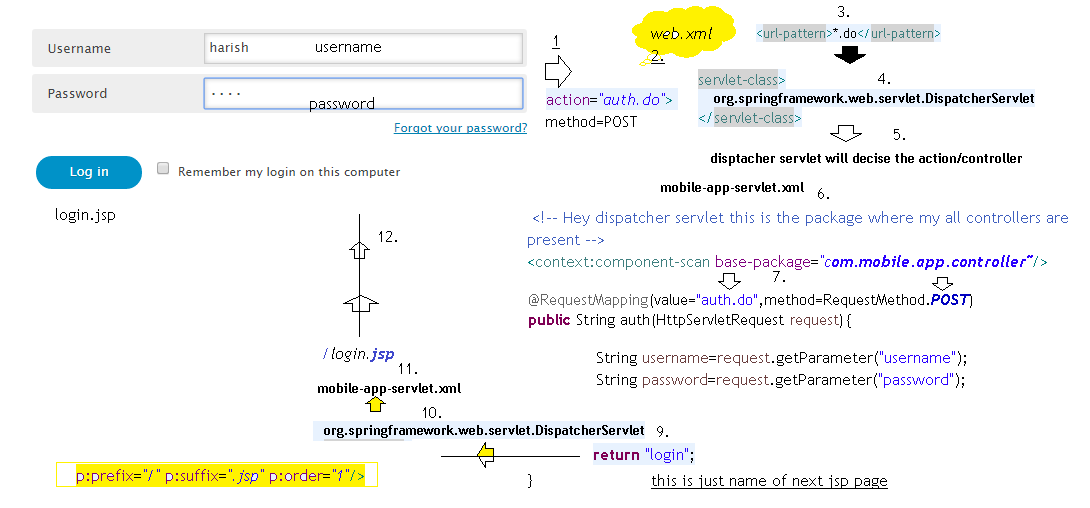 Username
harish
username
Password
....
password
Forgot your password?
Log in
Remember my login on this computer
login.jsp
1
action="auth.do">
method=POST
web.xml
2.
3.
<url-pattern>*.do</url-pattern>
4.
servlet-class>
org.springframework.web.servlet.DispatcherServlet
</servlet-class>
5.
disptacher servlet will decise the action/controller
mobile-app-servlet.xml
6.
<!-- Hey dispatcher servlet this is the package where my all controllers are
present -->
<context:component-scan base-package="com.mobile.app.controller"/>
7.
@RequestMapping(value="auth.do",method=RequestMethod.POST)
public String auth(HttpServletRequest request) {
String username=request.getParameter("username");
String password=request.getParameter("password");
9.
return "login";
}
this is just name of next jsp page
10.
org.springframework.web.servlet.DispatcherServlet
mobile-app-servlet.xml
11.
/login.jsp
12.
p:prefix="/" p:suffix=".jsp" p:order="1"/>